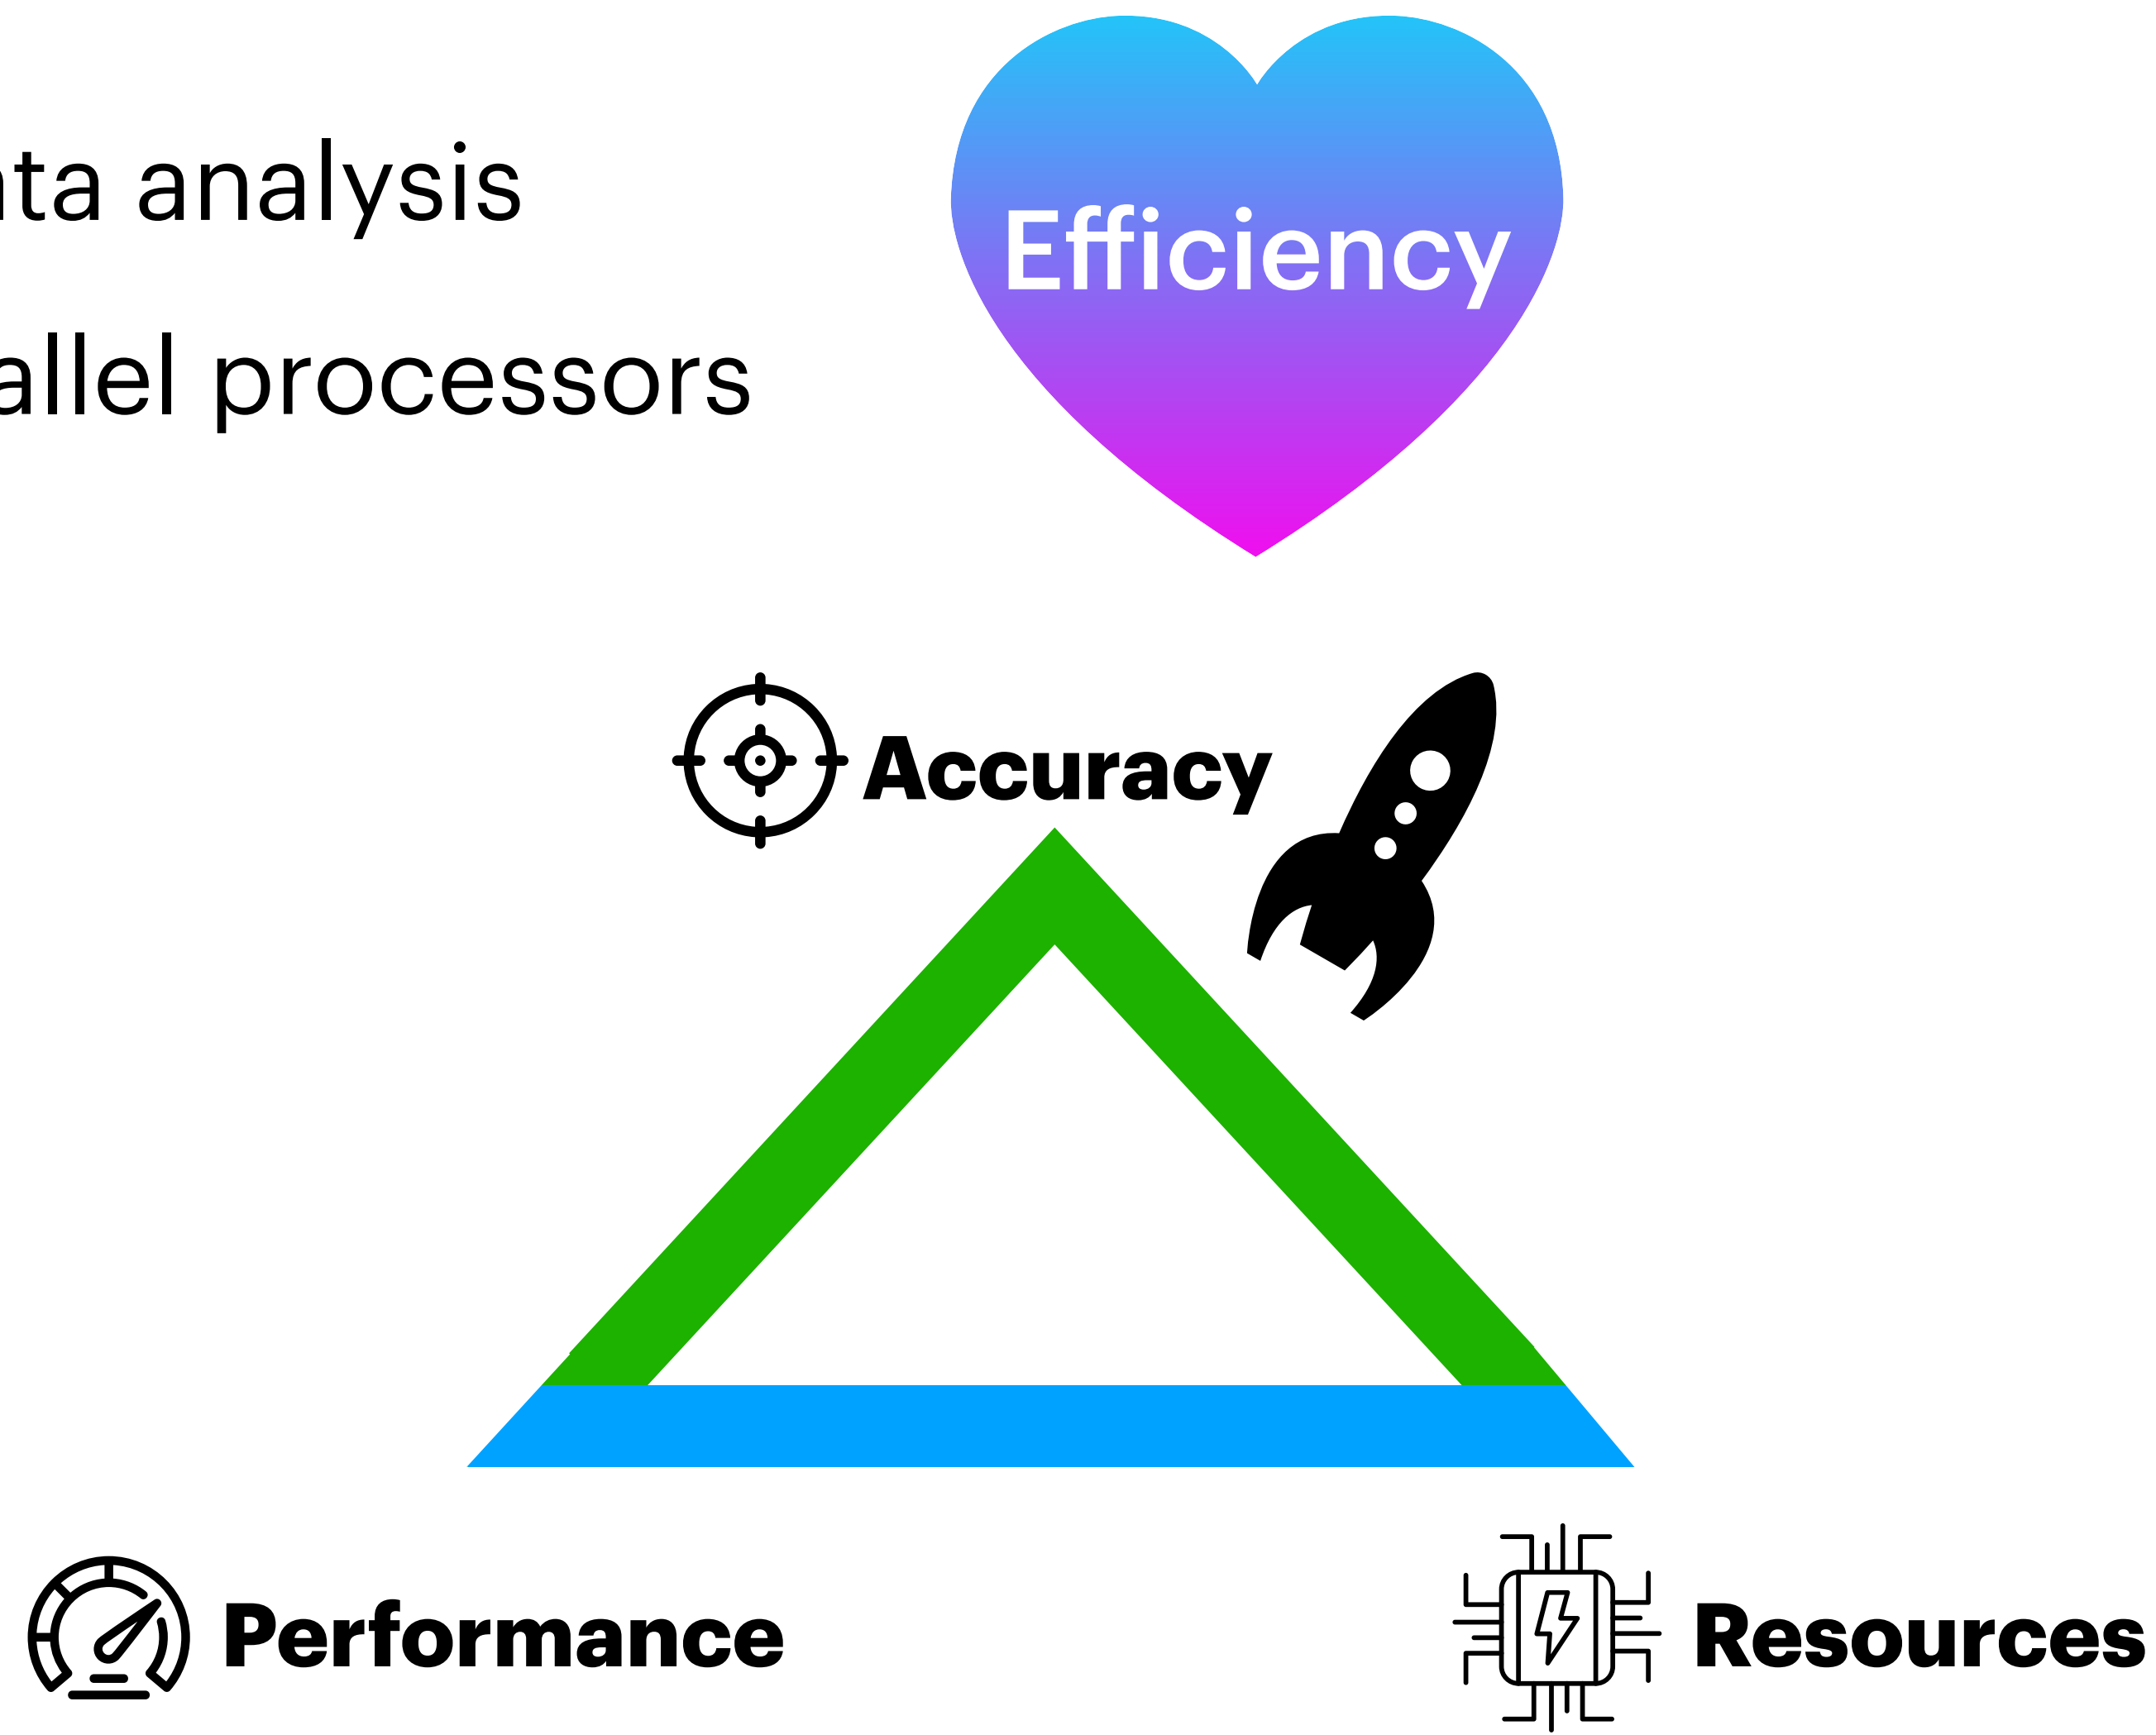 ta analysis
Efficiency
allel processors
Accuracy
Performance
Resources